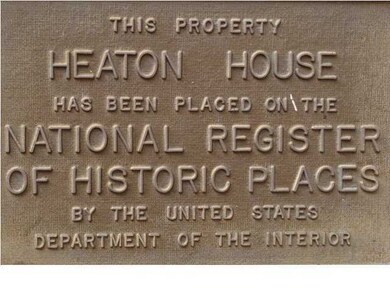 THIS PROPERTY
HEATON HOUSE
HAS BEEN PLACED ON THE
NATIONAL REGISTER
OF HISTORIC PLACES
BY THE UNITED STATES
DEPARTMENT OF THE INTERIOR